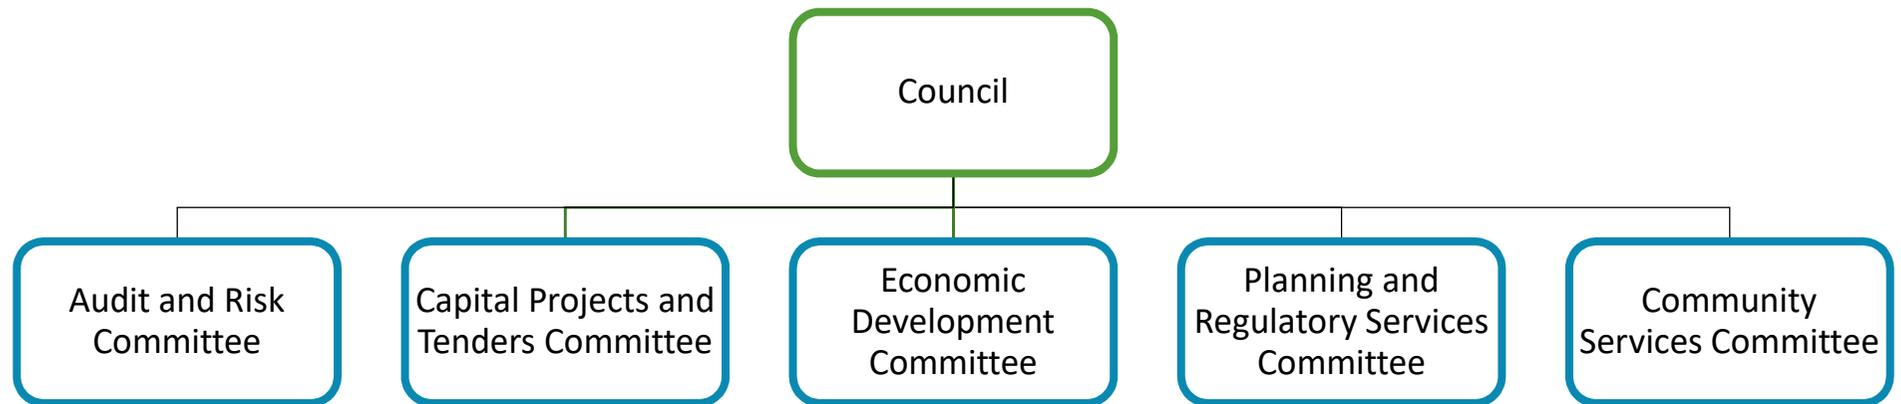 Council
Audit and Risk
Committee
Capital Projects and
Tenders Committee
Economic
Development
Committee
Planning and
Regulatory Services
Committee
Community
Services Committee